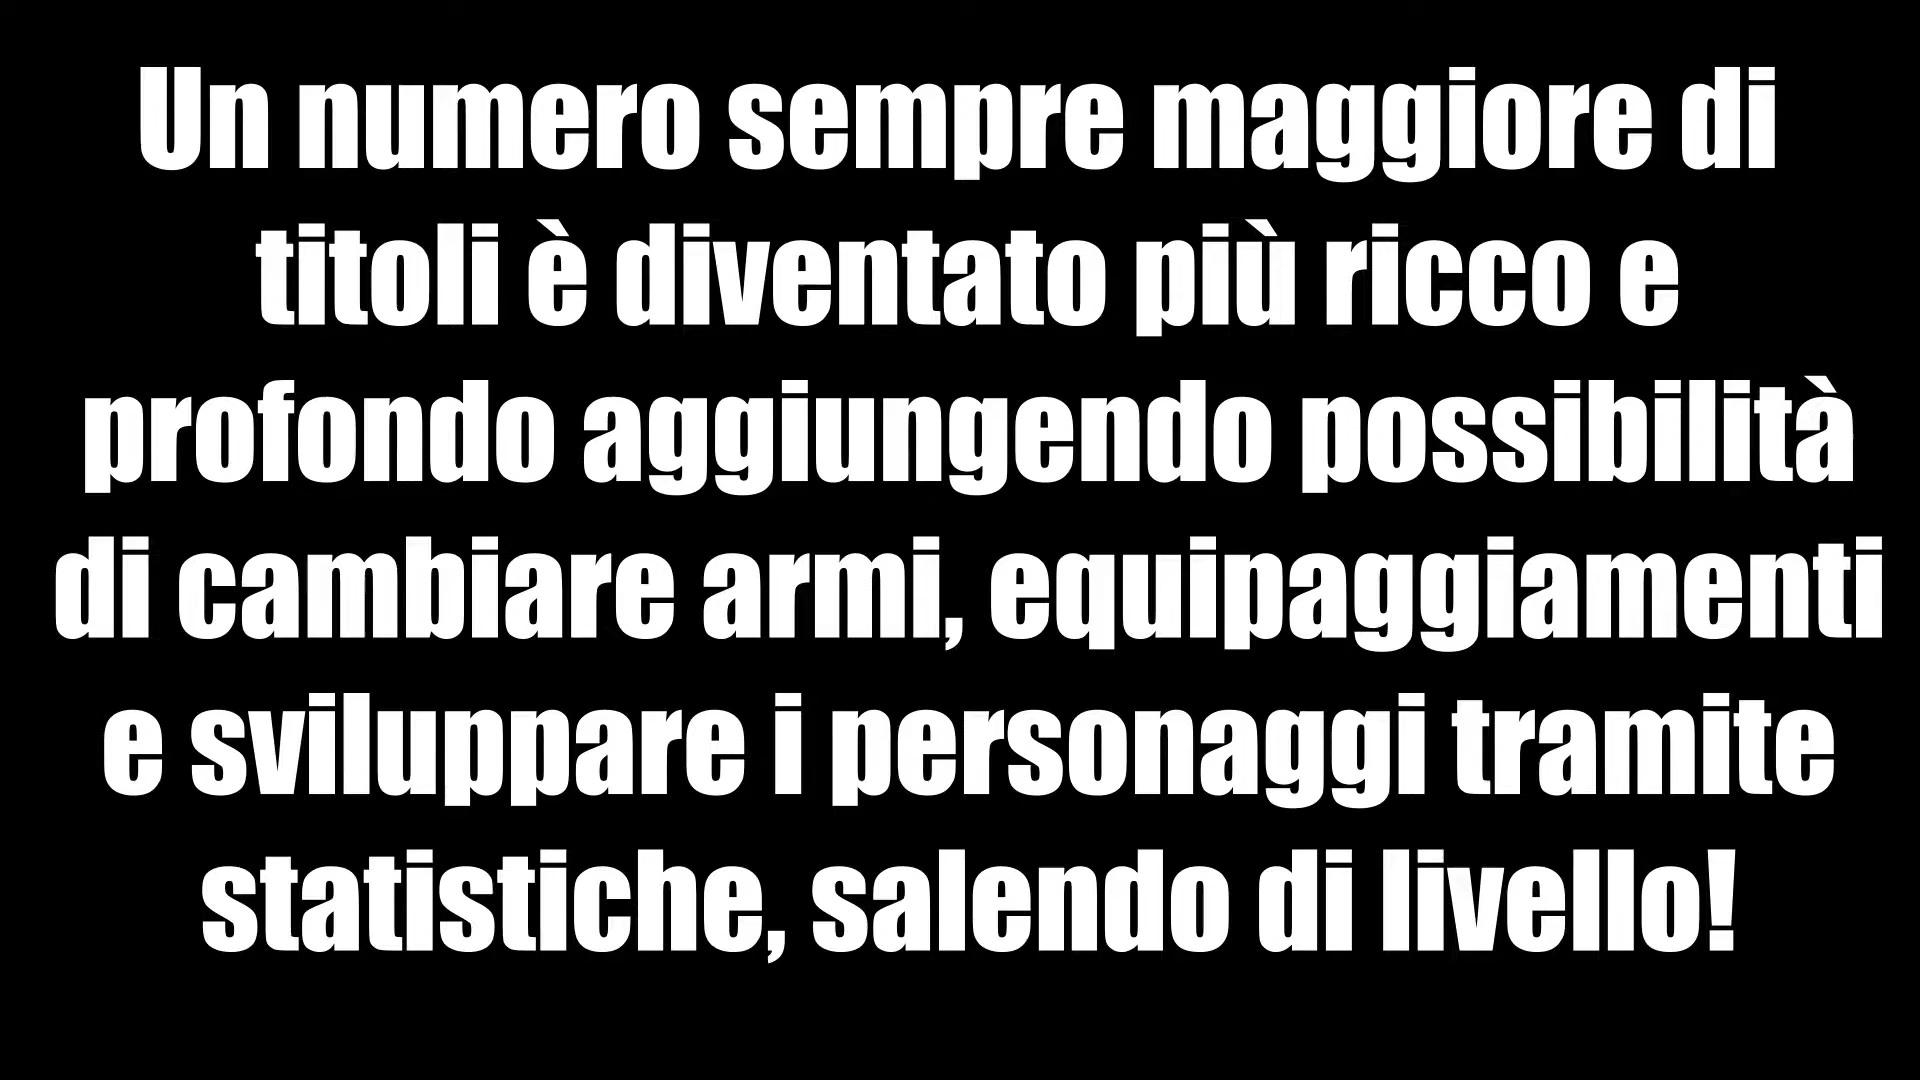 Un numero sempre maggiore di
titoli è diventato più ricco e
profondo aggiungendo possibilità
di cambiare armi, equipaggiamenti
e sviluppare i personaggi tramite
statistiche, salendo di livello!